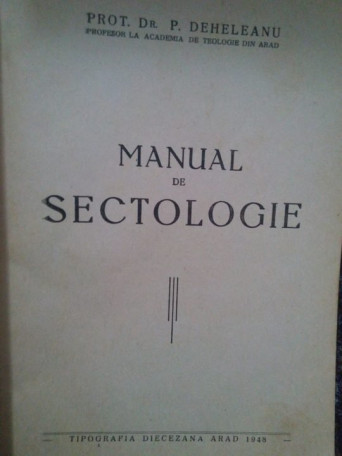 PROT. DR. P. DEHELEANU
PROFESOR LA ACADEMIA DE TEOLOGIE DIN ARAD
MANUAL
DE
SECTOLOGIE
— TIPOGRAFIA DIECEZANA ARAD 1948 —